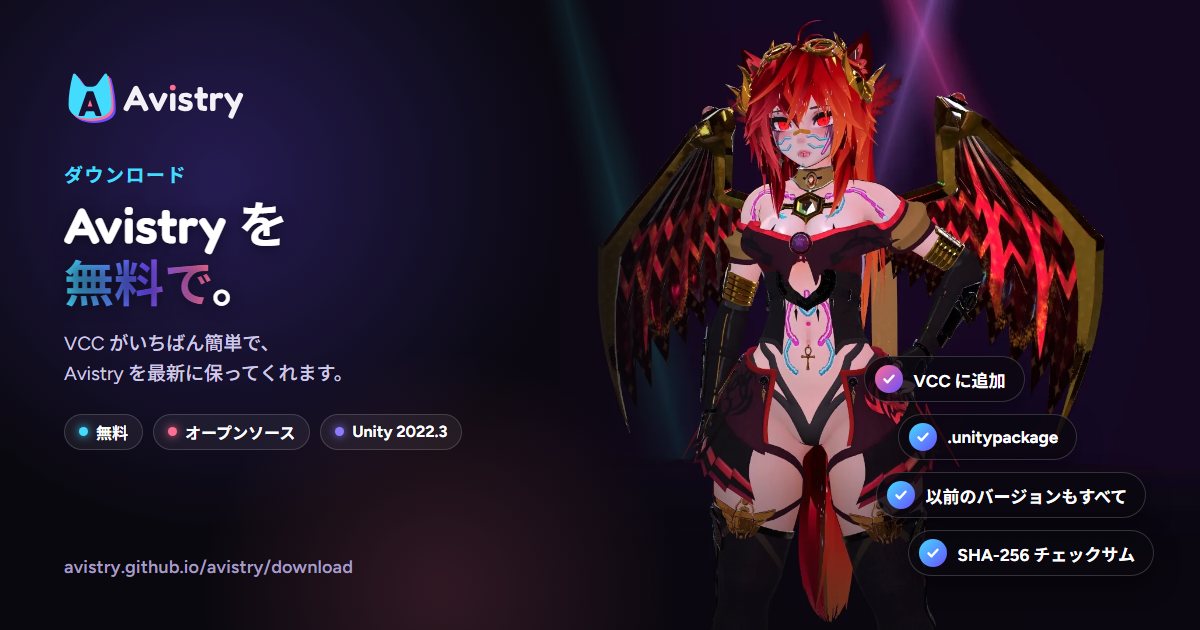 Avistry
ダウンロード
Avistry を
無料で。
VCC がいちばん簡単で、
Avistry を最新に保ってくれます。
無料
オープンソース
Unity 2022.3
avistry.github.io/avistry/download
VCC に追加
.unitypackage
以前のバージョンもすべて
SHA-256 チェックサム